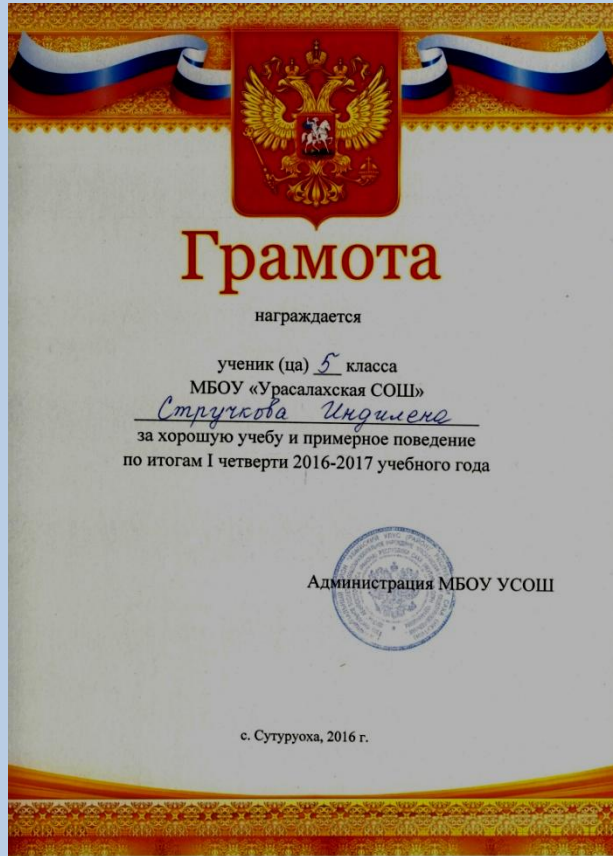 Грамота
награждается
ученик (ца) 5 класса
МБОУ «Урасалахская СОШ»
Стручкова Индилена
за хорошую учебу и примерное поведение
по итогам I четверти 2016-2017 учебного года
Администрация МБОУ УСОШ
с. Сутуруоха, 2016 г.